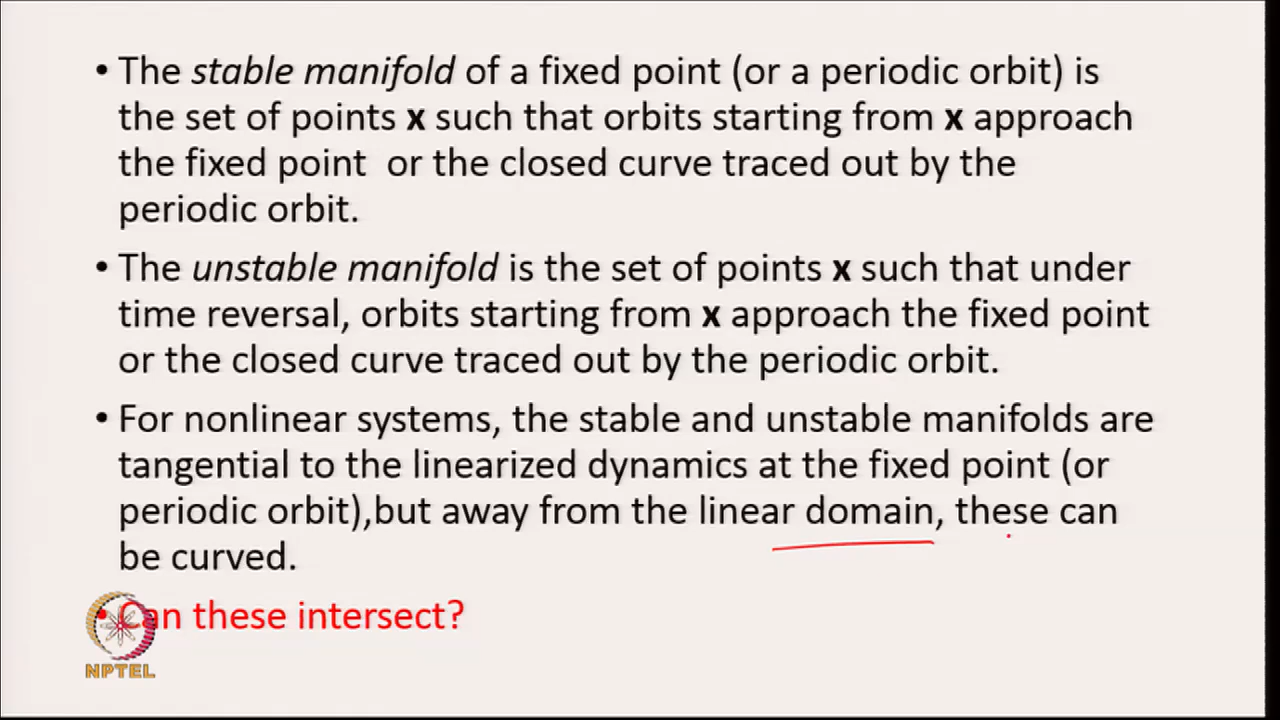 • The stable manifold of a fixed point (or a periodic orbit) is
the set of points x such that orbits starting from x approach
the fixed point or the closed curve traced out by the
periodic orbit.
• The unstable manifold is the set of points x such that under
time reversal, orbits starting from x approach the fixed point
or the closed curve traced out by the periodic orbit.
• For nonlinear systems, the stable and unstable manifolds are
tangential to the linearized dynamics at the fixed point (or
periodic orbit),but away from the linear domain, these can
be curved.
• Can these intersect?
NPTEL